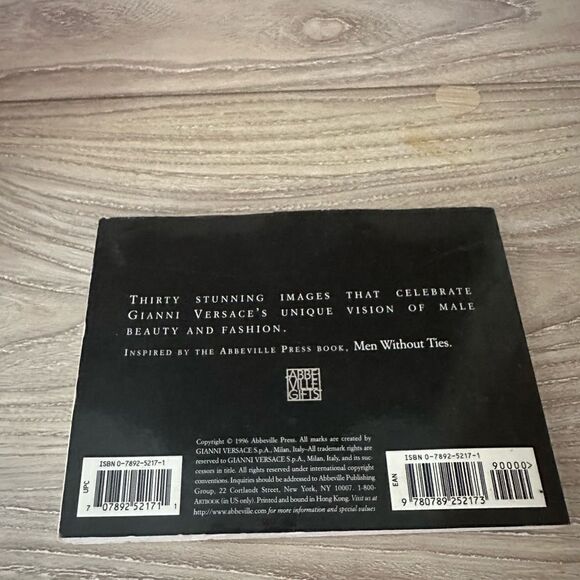 THIRTY STUNNING IMAGES THAT CELEBRATE
GIANNI VERSACE'S UNIQUE VISION OF MALE
BEAUTY AND FASHION.
INSPIRED BY THE ABBEVILLE PRESS BOOK, Men Without Ties.
ABBE
VILLE
GIFTS
Copyright © 1996 Abbeville Press. All marks are created by
GIANNI VERSACE S.p.A., Milan, Italy–All trademark rights are
reserved to GIANNI VERSACE S.p.A., Milan, Italy, and its suc-
cessors in title. All rights reserved under international copyright
conventions. Inquiries should be addressed to Abbeville Publishing
Group, 22 Cortlandt Street, New York, NY 10007. 1-800-
ARTBOOK (in US only). Printed and bound in Hong Kong. Visit us at
http://www.abbeville.com for more information and special values
ISBN 0-7892-5217-1
UPC
7 07892 52171 1
ISBN 0-7892-5217-1
90000>
EAN
9 780789 252173